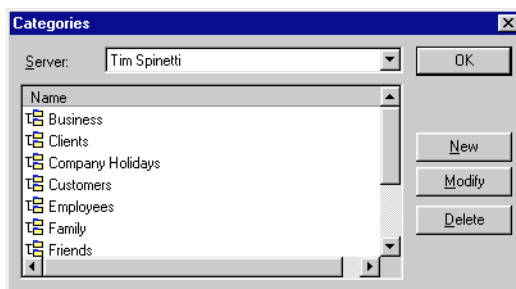 Categories
Server: Tim Spinetti OK
Name
Business
Clients
Company Holidays
Customers
Employees
Family
Friends
New
Modify
Delete